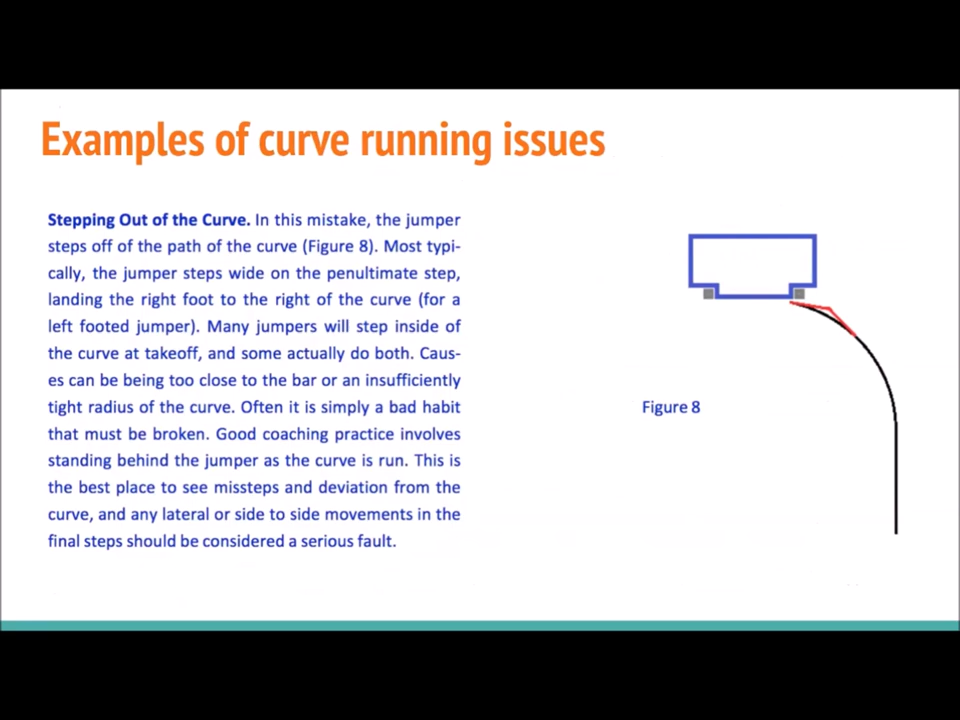 Examples of curve running issues
Stepping Out of the Curve. In this mistake, the jumper
steps off of the path of the curve (Figure 8). Most typi-
cally, the jumper steps wide on the penultimate step,
landing the right foot to the right of the curve (for a
left footed jumper). Many jumpers will step inside of
the curve at takeoff, and some actually do both. Caus-
es can be being too close to the bar or an insufficiently
tight radius of the curve. Often it is simply a bad habit
that must be broken. Good coaching practice involves
standing behind the jumper as the curve is run. This is
the best place to see missteps and deviation from the
curve, and any lateral or side to side movements in the
final steps should be considered a serious fault.
Figure 8